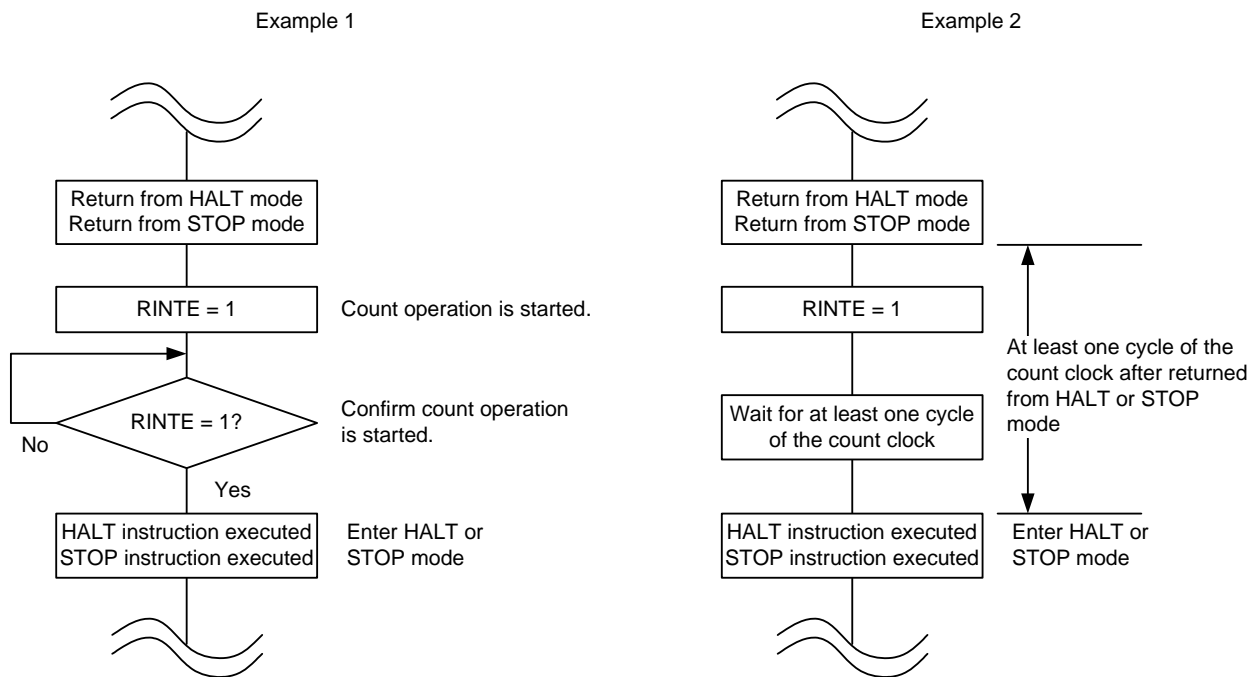 Example 1
Return from HALT mode
Return from STOP mode
RINTE = 1
Count operation is started.
RINTE = 1?
Confirm count operation
is started.
No
Yes
HALT instruction executed
STOP instruction executed
Enter HALT or
STOP mode
Example 2
Return from HALT mode
Return from STOP mode
RINTE = 1
At least one cycle of the
count clock after returned
from HALT or STOP
mode
Wait for at least one cycle
of the count clock
HALT instruction executed
STOP instruction executed
Enter HALT or
STOP mode